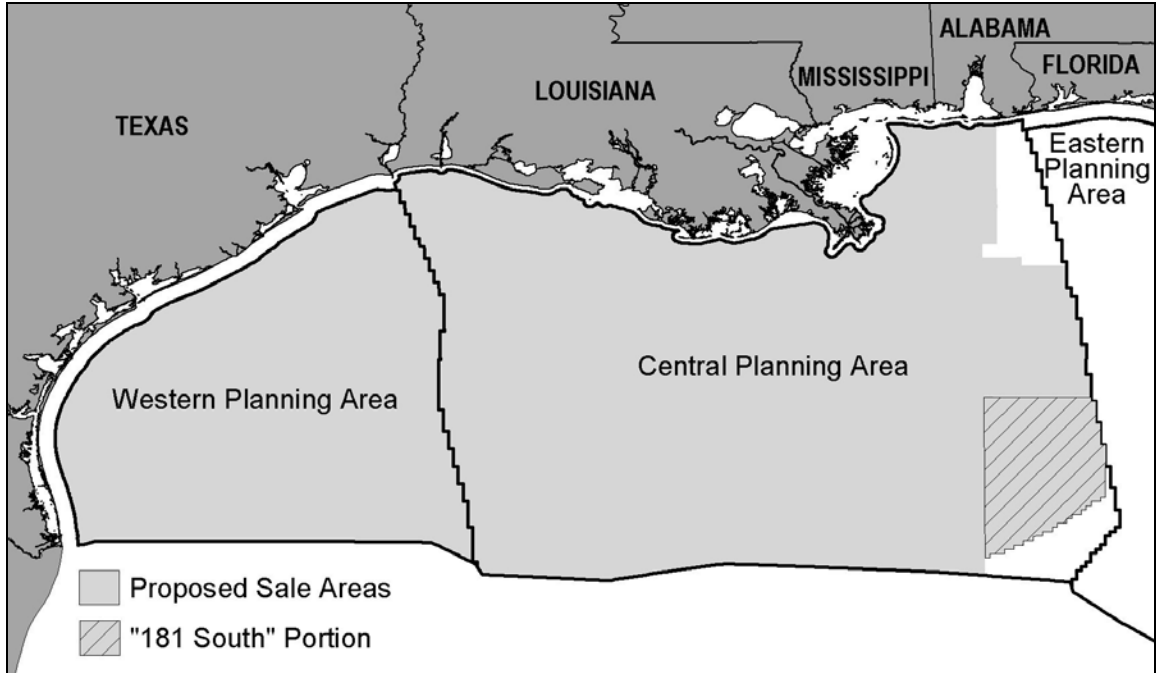 ALABAMA
MISSISSIPPI
FLORIDA
LOUISIANA
TEXAS
Eastern
Planning
Area
Central Planning Area
Western Planning Area
Proposed Sale Areas
"181 South" Portion